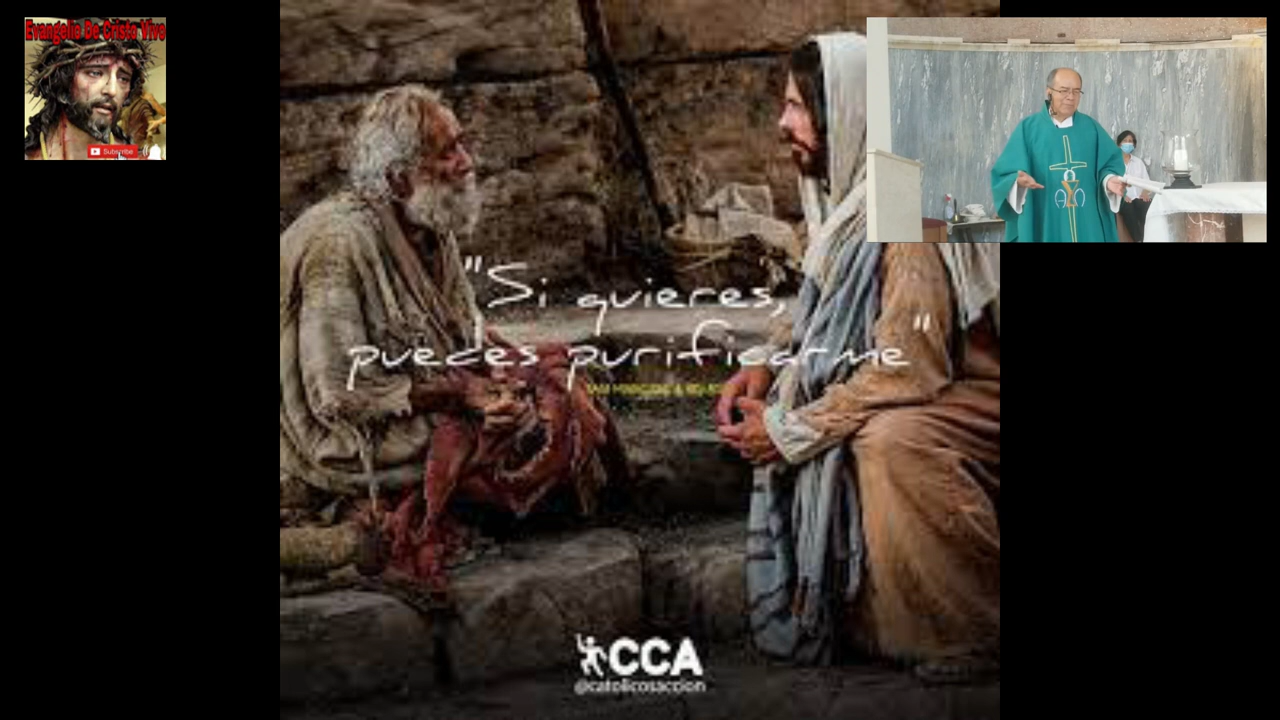 Evangelio De Cristo Vivo
Subscribe
"Si quieres,
puedes purificarme"
CCA
@catolicosaccion